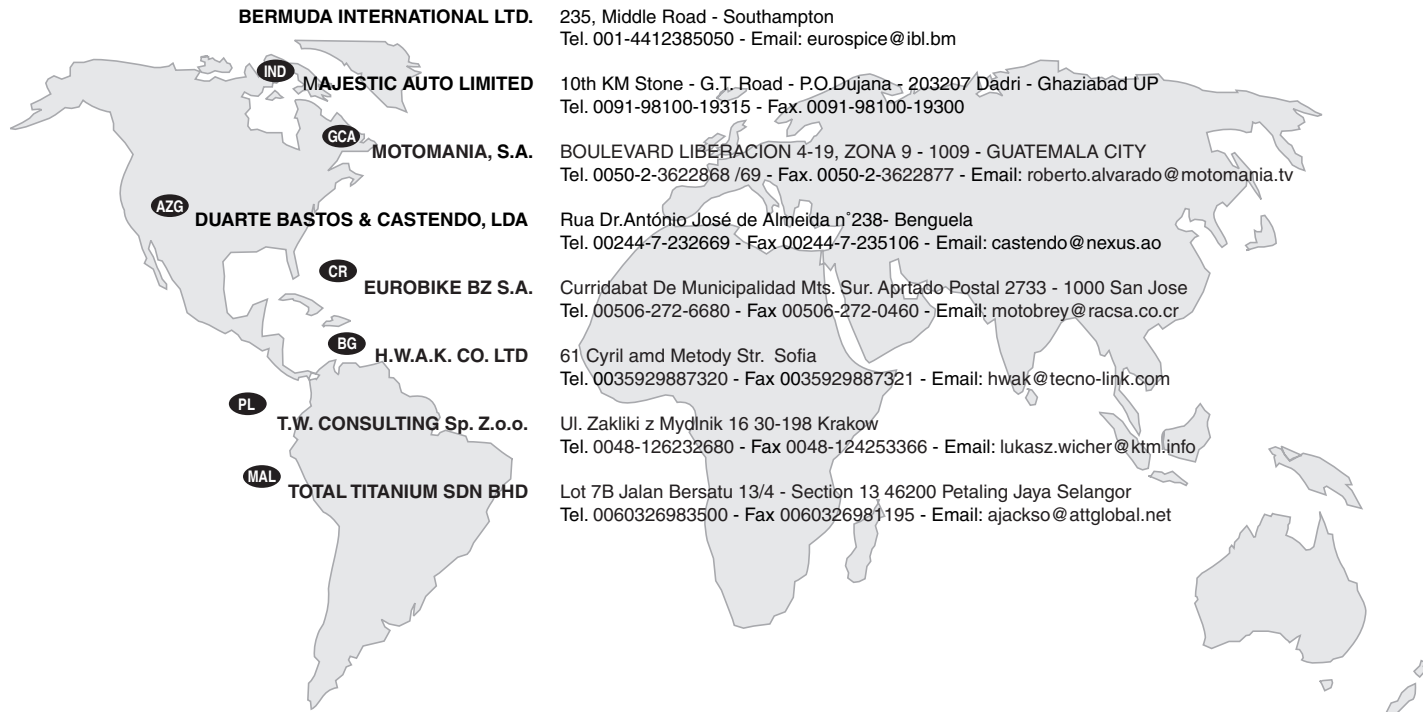 BERMUDA INTERNATIONAL LTD. 235, Middle Road - Southampton
Tel. 001-4412385050 - Email: eurospice@ibl.bm
IND MAJESTIC AUTO LIMITED 10th KM Stone - G.T. Road - P.O.Dujana - 203207 Dadri - Ghaziabad UP
Tel. 0091-98100-19315 - Fax. 0091-98100-19300
GCA MOTOMANIA, S.A. BOULEVARD LIBERACION 4-19, ZONA 9 - 1009 - GUATEMALA CITY
Tel. 0050-2-3622868 /69 - Fax. 0050-2-3622877 - Email: roberto.alvarado@motomania.tv
AZG DUARTE BASTOS & CASTENDO, LDA Rua Dr.António José de Almeida n°238- Benguela
Tel. 00244-7-232669 - Fax 00244-7-235106 - Email: castendo@nexus.ao
CR EUROBIKE BZ S.A. Curridabat De Municipalidad Mts. Sur. Aprtado Postal 2733 - 1000 San Jose
Tel. 00506-272-6680 - Fax 00506-272-0460 - Email: motobrey@racsa.co.cr
BG H.W.A.K. CO. LTD 61 Cyril amd Metody Str. Sofia
Tel. 0035929887320 - Fax 0035929887321 - Email: hwak@tecno-link.com
PL T.W. CONSULTING Sp. Z.o.o. Ul. Zakliki z Mydlnik 16 30-198 Krakow
Tel. 0048-126232680 - Fax 0048-124253366 - Email: lukasz.wicher@ktm.info
MAL TOTAL TITANIUM SDN BHD Lot 7B Jalan Bersatu 13/4 - Section 13 46200 Petaling Jaya Selangor
Tel. 0060326983500 - Fax 0060326981195 - Email: ajackso@attglobal.net